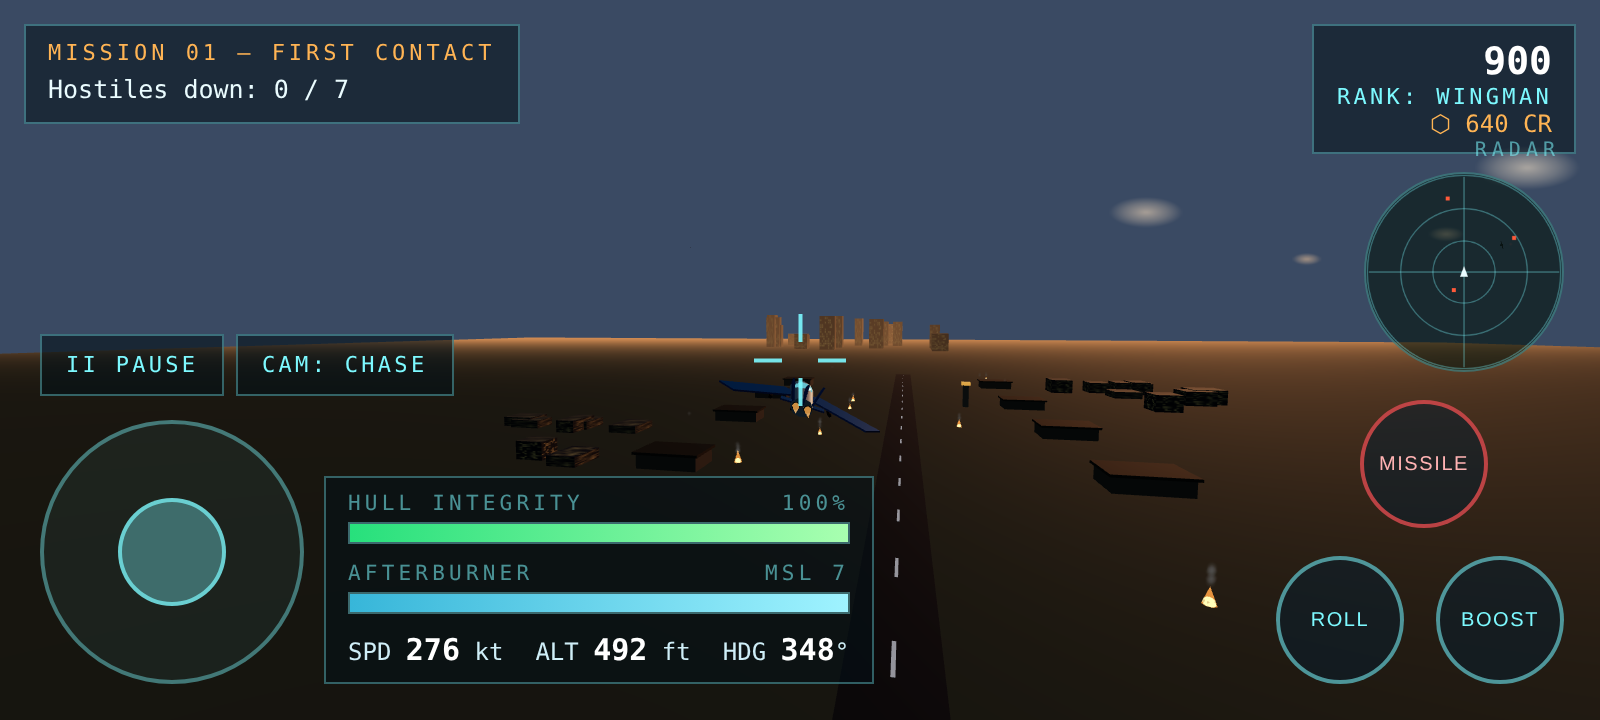 MISSION 01 — FIRST CONTACT
Hostiles down: 0 / 7
900
RANK: WINGMAN
⬡ 640 CR
RADAR
II PAUSE
CAM: CHASE
MISSILE
HULL INTEGRITY 100%
AFTERBURNER MSL 7
SPD 276 kt ALT 492 ft HDG 348°
ROLL
BOOST